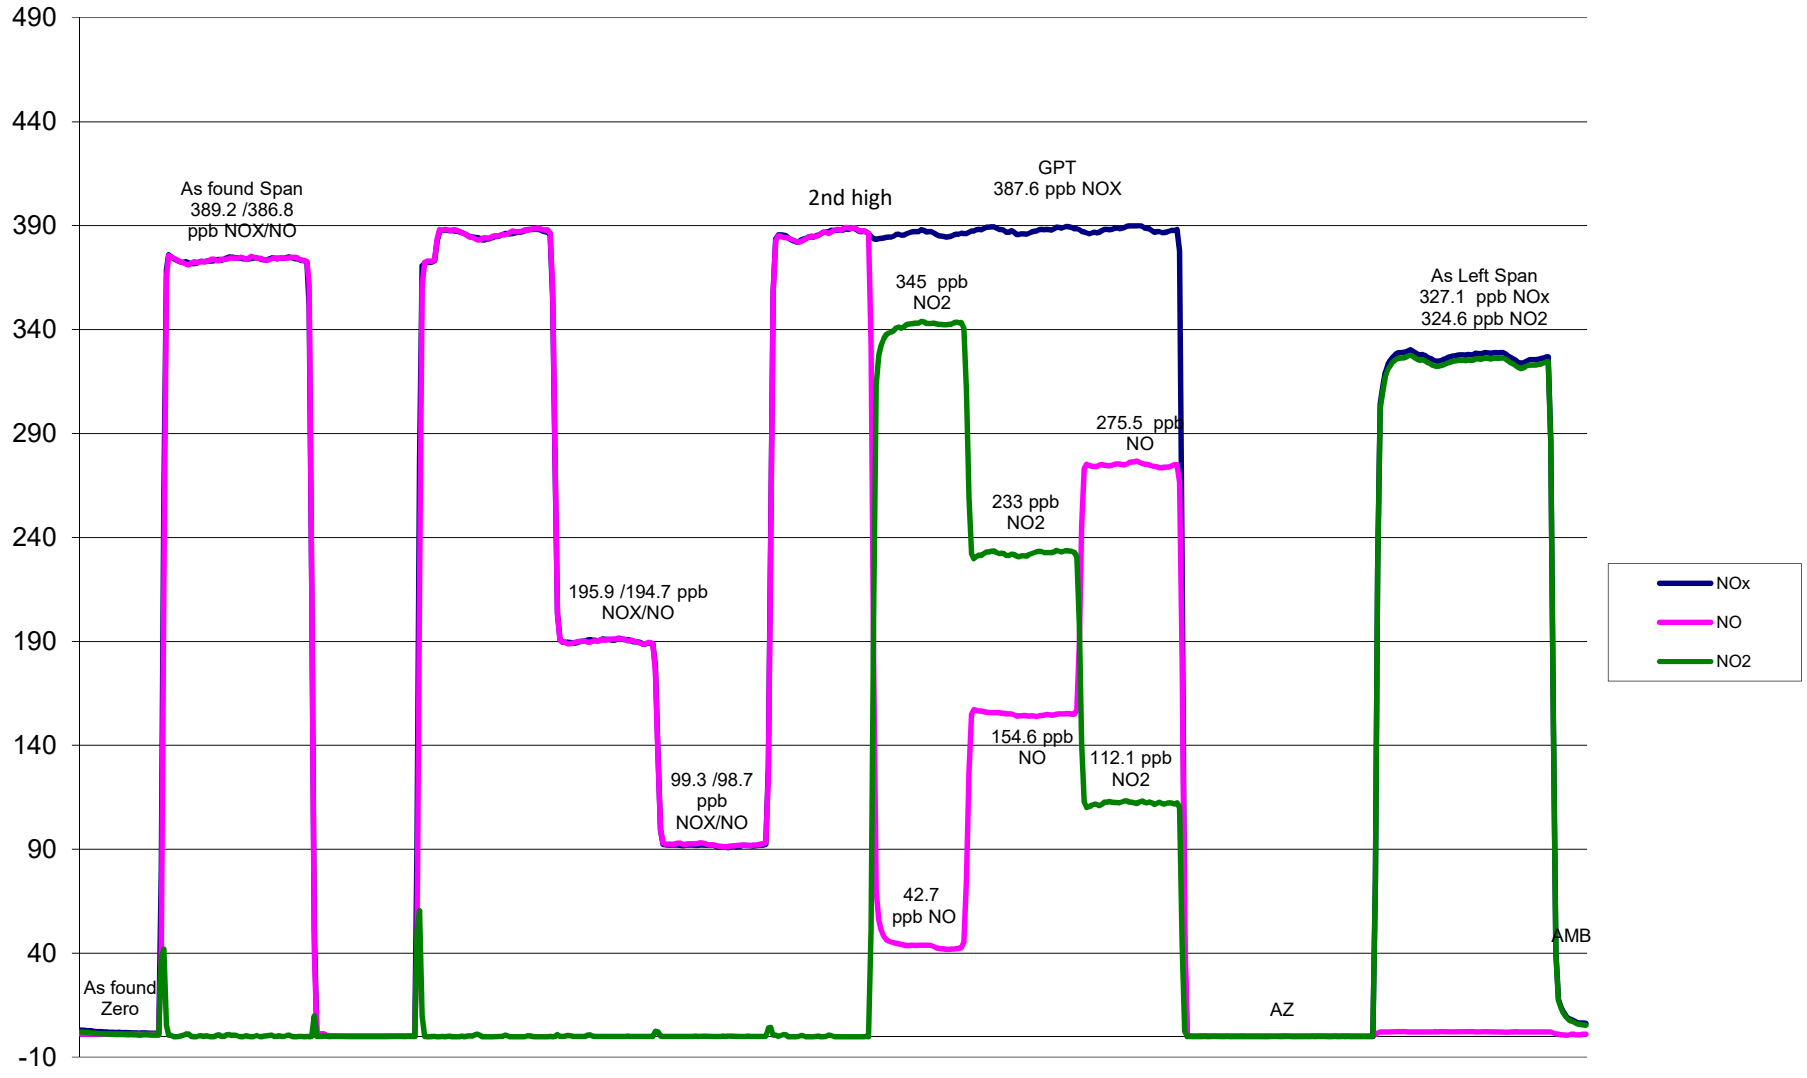 490
440
390
340
290
240
190
140
90
40
-10
As found
Zero
As found Span
389.2 /386.8
ppb NOX/NO
195.9 /194.7 ppb
NOX/NO
99.3 /98.7
ppb
NOX/NO
2nd high
345 ppb
NO2
42.7
ppb NO
GPT
387.6 ppb NOX
233 ppb
NO2
154.6 ppb
NO
275.5 ppb
NO
112.1 ppb
NO2
AZ
As Left Span
327.1 ppb NOx
324.6 ppb NO2
AMB
NOx
NO
NO2